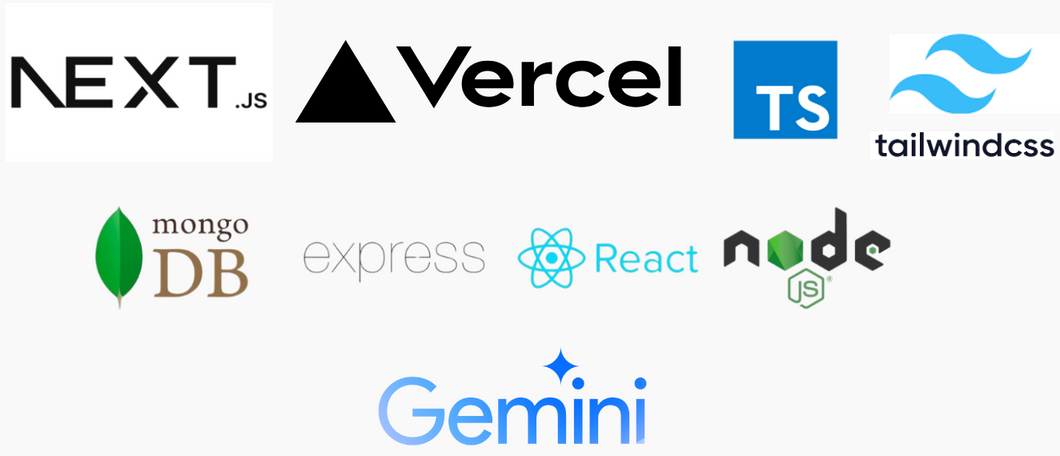 NEXT.JS
Vercel
TS
tailwindcss
mongo
DB
express
React
node
JS®
Gemini